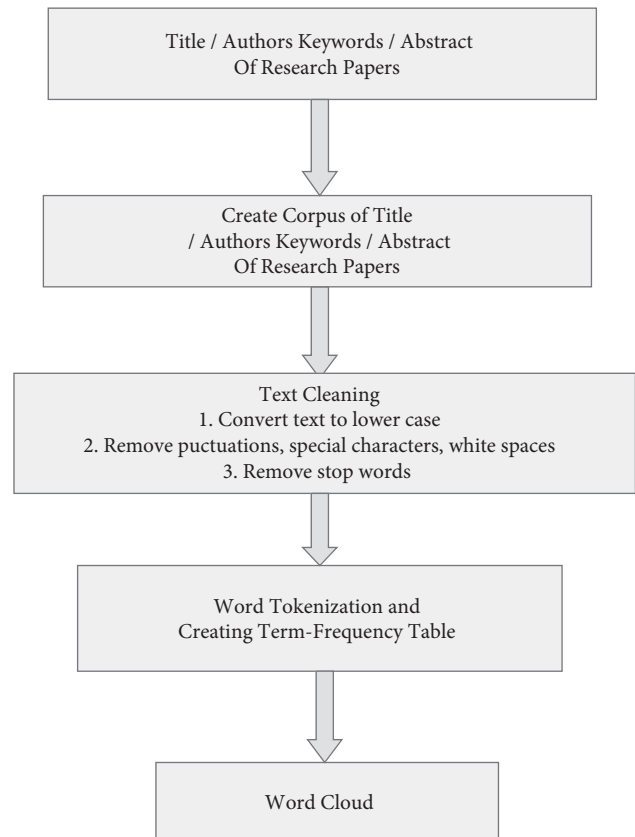 Title / Authors Keywords / Abstract
Of Research Papers
Create Corpus of Title
/ Authors Keywords / Abstract
Of Research Papers
Text Cleaning
1. Convert text to lower case
2. Remove puctuations, special characters, white spaces
3. Remove stop words
Word Tokenization and
Creating Term-Frequency Table
Word Cloud